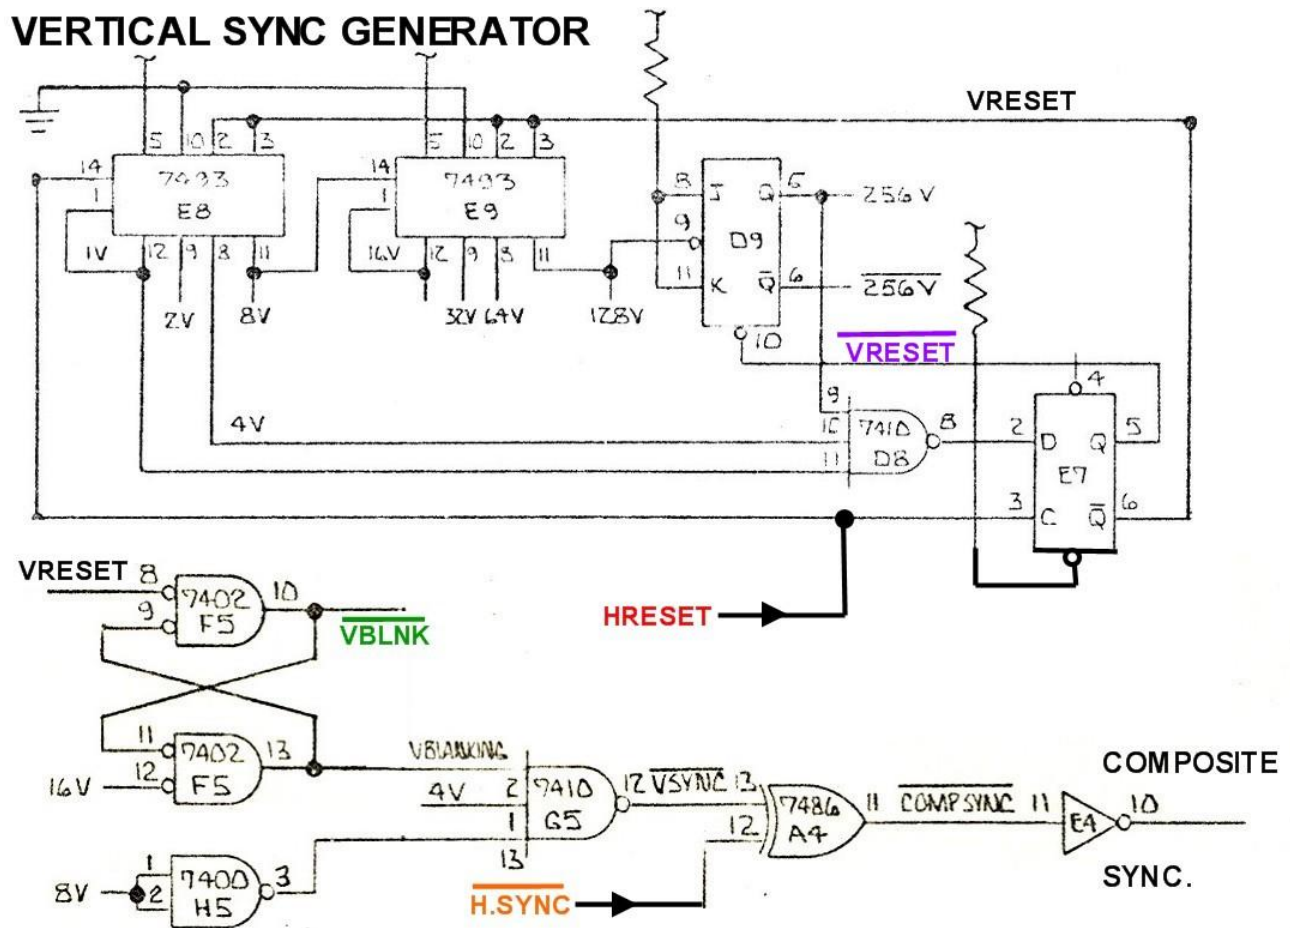 VERTICAL SYNC GENERATOR
VRESET
5 10 2 3
5 10 2 3
14 7493
1 E8
14 7493
1 E9
8 J Q 5
256V
9 D9
11 K Q 6
256V
10
1V 12 9 8 11
16V 12 9 8 11
2V 8V 32V 64V 128V
VRESET
4
4V
9
10 7410 8
11 D8
2 D Q 5
E7
3 C Q 6
HRESET
VRESET 8
9 7402 10
F5
VBLNK
11 7402 13
16V 12 F5
VBLANKING
2 7410 12 VSYNC 13
4V
1 G5
13
12 7486 11 COMPSYNC 11 E4 10
A4
COMPOSITE
SYNC.
1 7400 3
8V 2 H5
H.SYNC